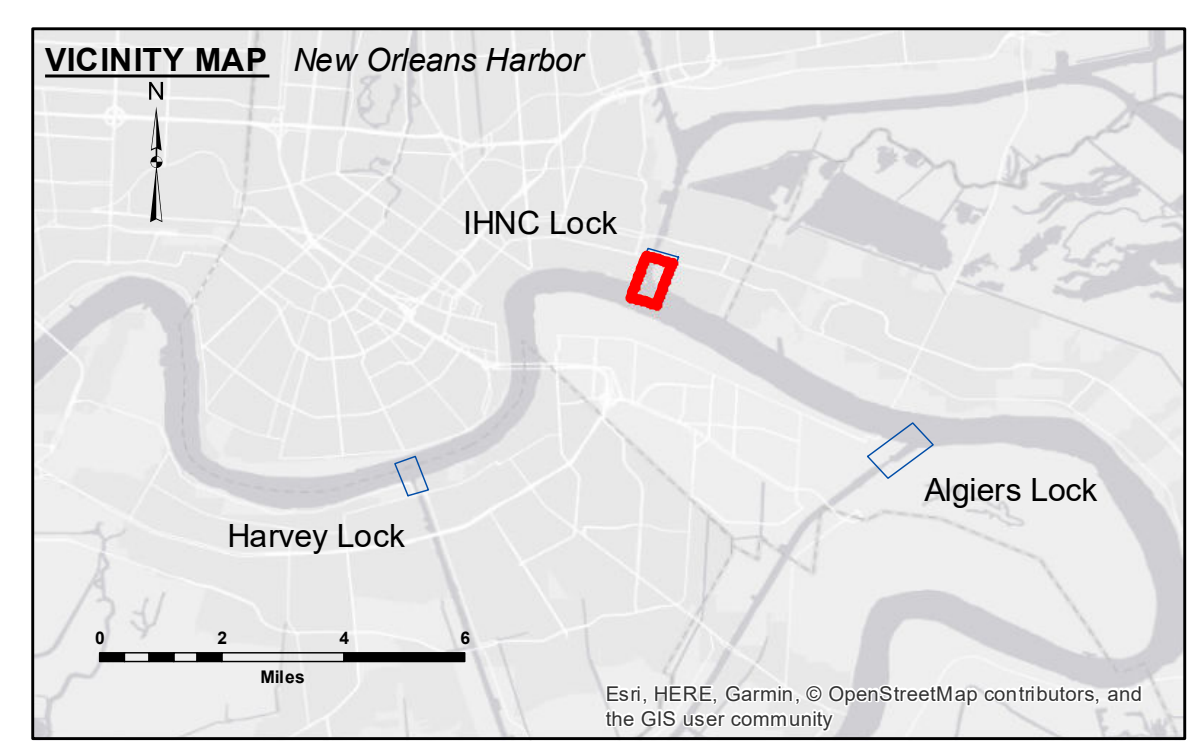 VICINITY MAP New Orleans Harbor
N
IHNC Lock
Algiers Lock
Harvey Lock
0 2 4 6
Miles
Esri, HERE, Garmin, © OpenStreetMap contributors, and
the GIS user community